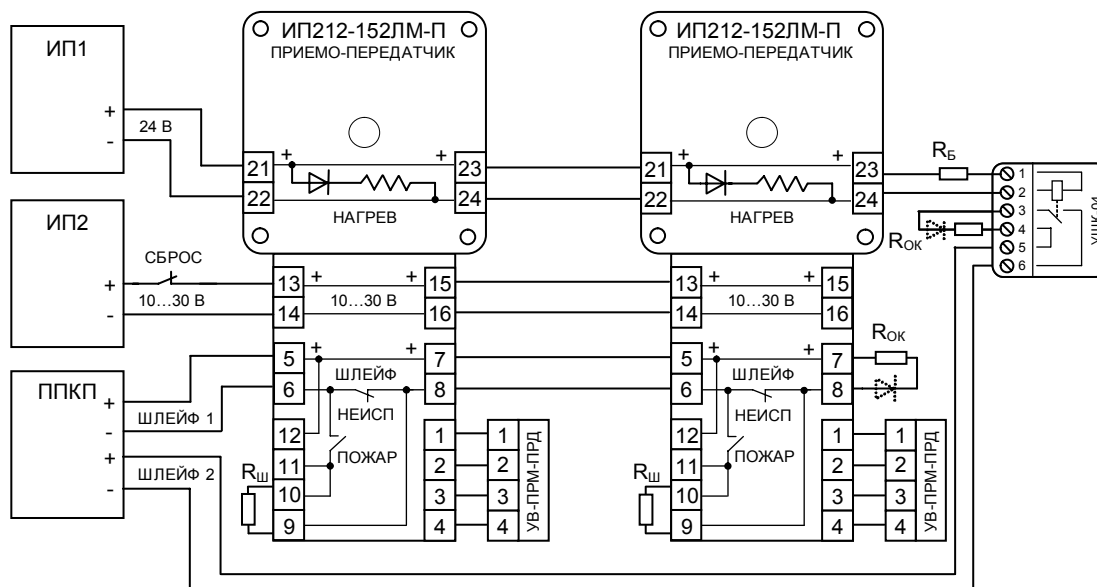 ИП1
+
24 В
-
ИП2
СБРОС
+
10...30 В
-
ППКП
+
ШЛЕЙФ 1
-
+
ШЛЕЙФ 2
-
ИП212-152ЛМ-П
ПРИЕМО-ПЕРЕДАТЧИК
+ +
21 23
22 24
НАГРЕВ
13 + + 15
10...30 В
14 16
5 + + 7
ШЛЕЙФ
6 8
НЕИСП
12 1 1
ПОЖАР
11 2 2
RШ
10 3 3
9 4 4
УВ-ПРМ-ПРД
ИП212-152ЛМ-П
ПРИЕМО-ПЕРЕДАТЧИК
+ +
21 23
22 24
НАГРЕВ
13 + + 15
10...30 В
14 16
5 + + 7
ШЛЕЙФ
6 8
НЕИСП
12 1 1
ПОЖАР
11 2 2
RШ
10 3 3
9 4 4
УВ-ПРМ-ПРД
RБ
RОК
RОК
1
2
3
4
5
6
УШК-04